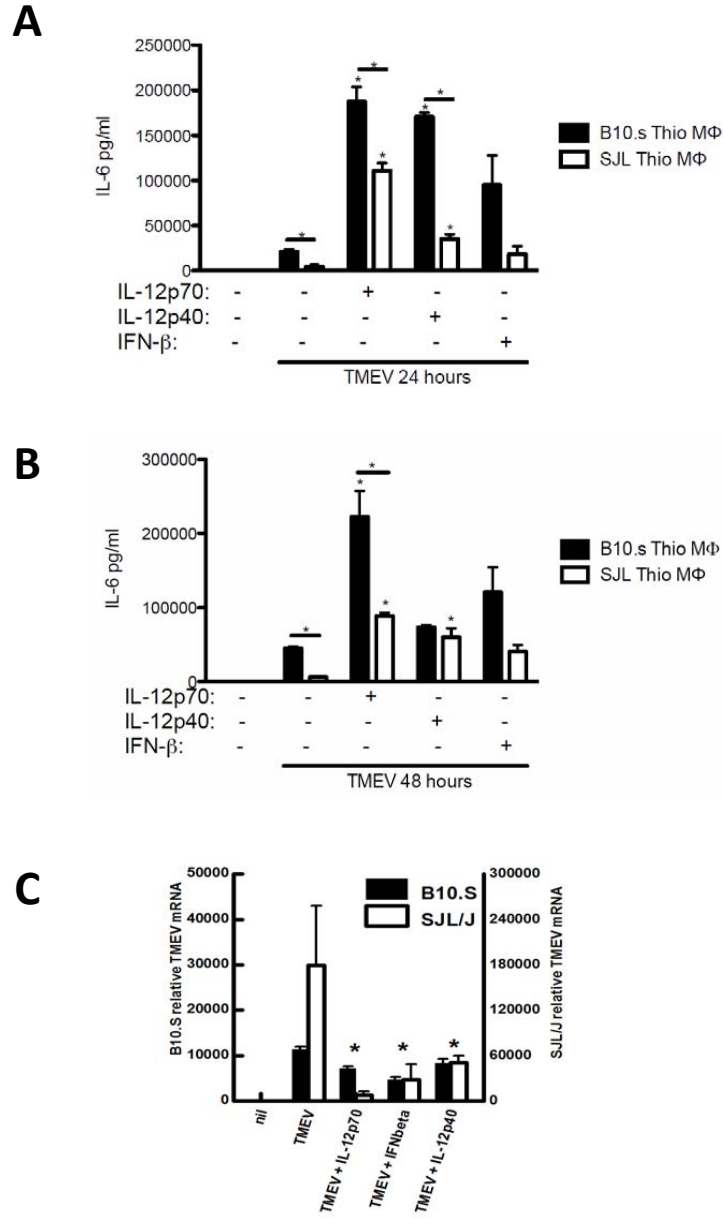 A
250000
200000
150000
100000
50000
0
IL-6 pg/ml
* * * * * * *
B10.s Thio MΦ
SJL Thio MΦ
IL-12p70: - - + - -
IL-12p40: - - - + -
IFN-β: - - - - +
TMEV 24 hours
B
300000
200000
100000
0
IL-6 pg/ml
* * * * *
B10.s Thio MΦ
SJL Thio MΦ
IL-12p70: - - + - -
IL-12p40: - - - + -
IFN-β: - - - - +
TMEV 48 hours
C
50000
40000
30000
20000
10000
0
B10.S relative TMEV mRNA
B10.S
SJL/J
* * *
300000
240000
180000
120000
60000
0
SJL/J relative TMEV mRNA
nil
TMEV
TMEV + IL-12p70
TMEV + IFNbeta
TMEV + IL-12p40